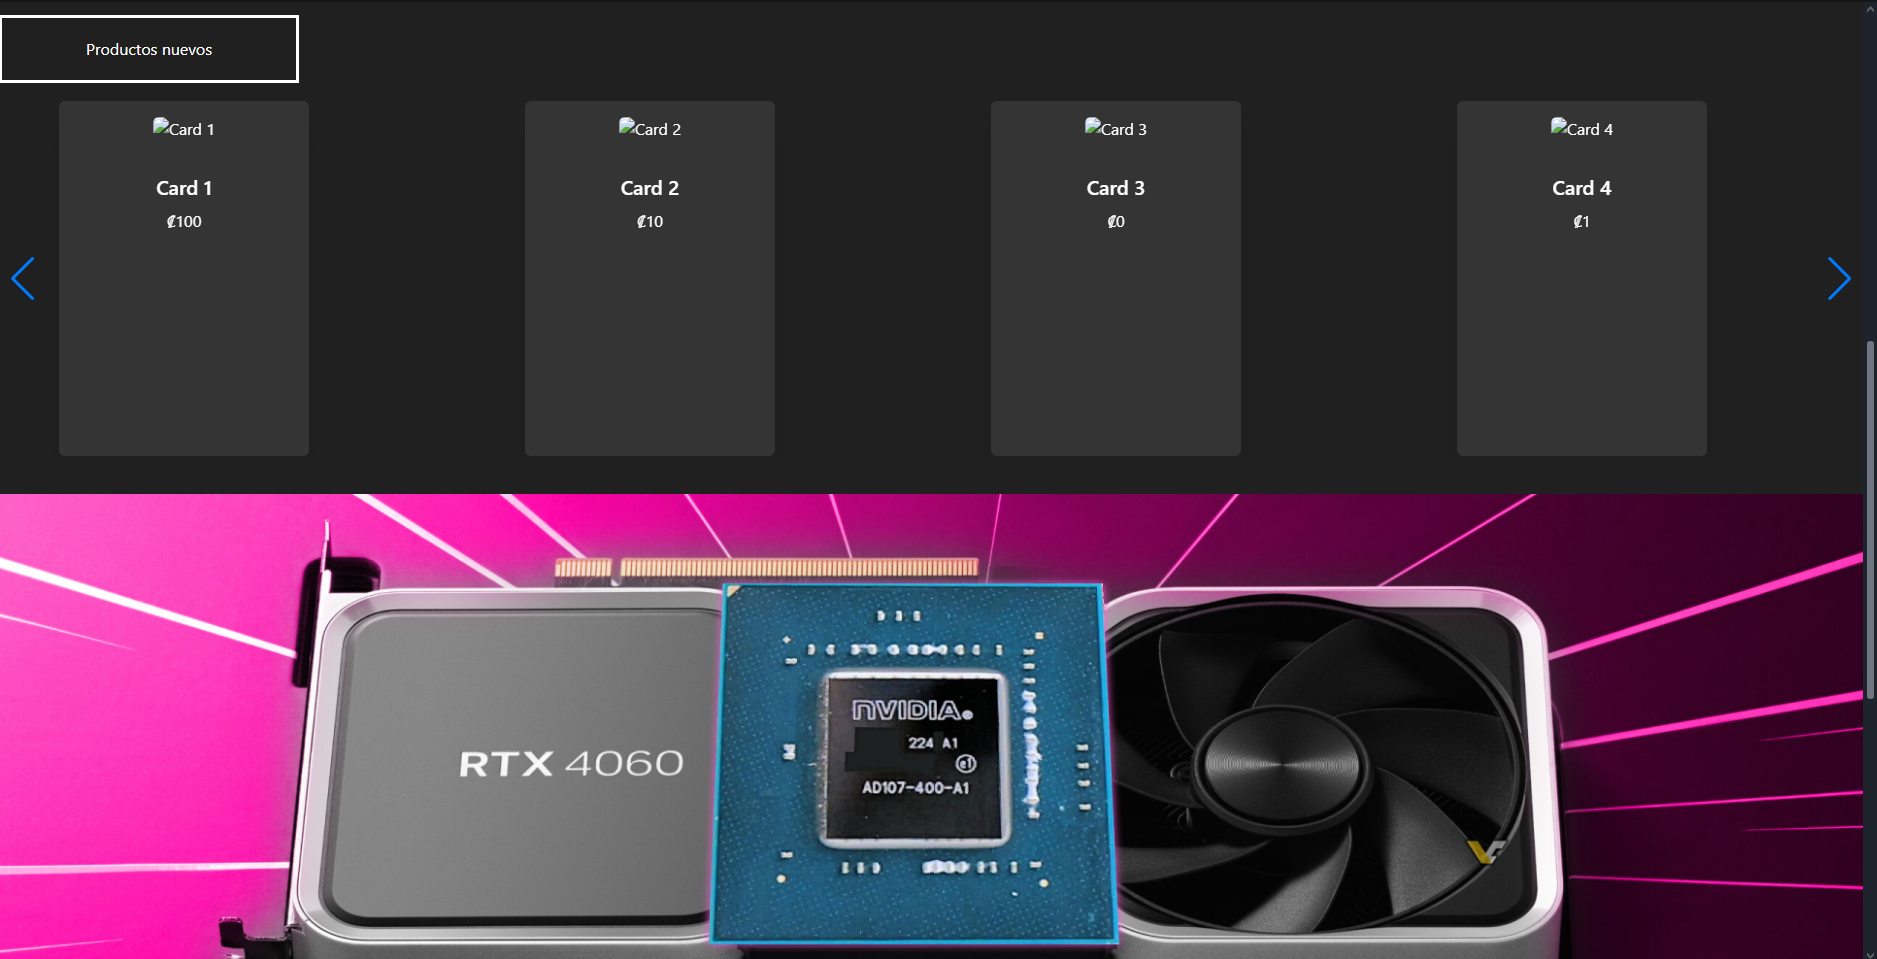 Productos nuevos
Card 1
Card 2
Card 3
Card 4
Card 1
Card 2
Card 3
Card 4
₡100
₡10
₡0
₡1
RTX 4060
NVIDIA®
224 A1
e1
AD107-400-A1